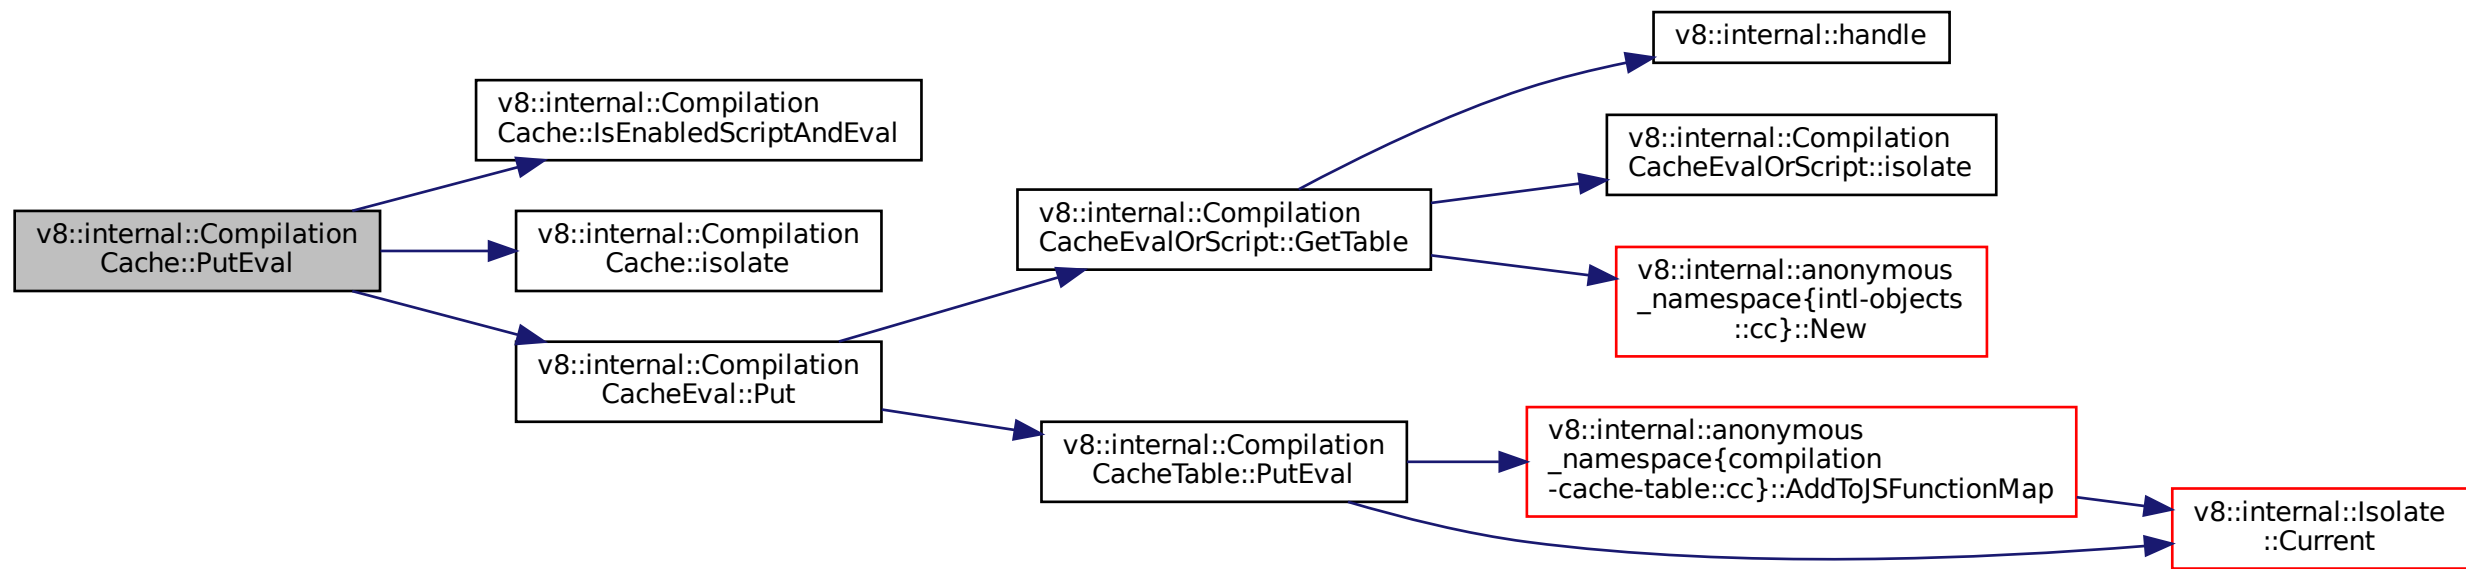 v8::internal::Compilation
Cache::PutEval
v8::internal::Compilation
Cache::IsEnabledScriptAndEval
v8::internal::Compilation
Cache::isolate
v8::internal::Compilation
CacheEval::Put
v8::internal::Compilation
CacheEvalOrScript::GetTable
v8::internal::handle
v8::internal::Compilation
CacheEvalOrScript::isolate
v8::internal::anonymous
_namespace{intl-objects
::cc}::New
v8::internal::Compilation
CacheTable::PutEval
v8::internal::anonymous
_namespace{compilation
-cache-table::cc}::AddToJSFunctionMap
v8::internal::Isolate
::Current